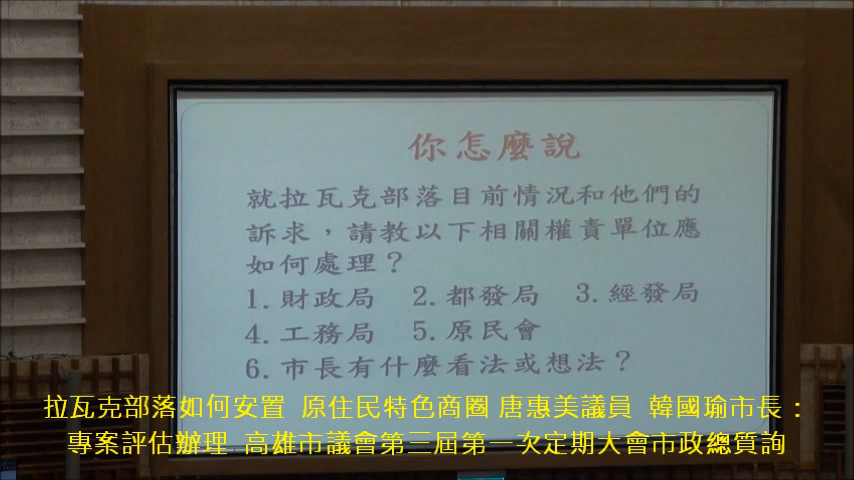 你怎麼說
就拉瓦克部落目前情況和他們的
訴求，請教以下相關權責單位應
如何處理？
1.財政局 2.都發局 3.經發局
4.工務局 5.原民會
6.市長有什麼看法或想法？
拉瓦克部落如何安置 原住民特色商圈 唐惠美議員 韓國瑜市長：
專案評估辦理 高雄市議會第三屆第一次定期大會市政總質詢